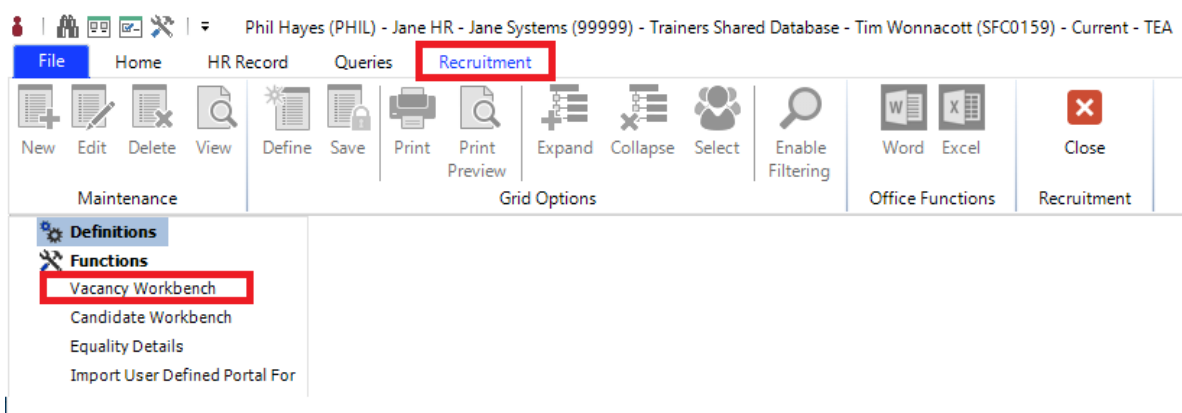 Phil Hayes (PHIL) - Jane HR - Jane Systems (99999) - Trainers Shared Database - Tim Wonnacott (SFC0159) - Current - TEA
File Home HR Record Queries Recruitment
New Edit Delete View Define Save Print Print Preview Expand Collapse Select Enable Filtering Word Excel Close
Maintenance Grid Options Office Functions Recruitment
Definitions
Functions
Vacancy Workbench
Candidate Workbench
Equality Details
Import User Defined Portal For